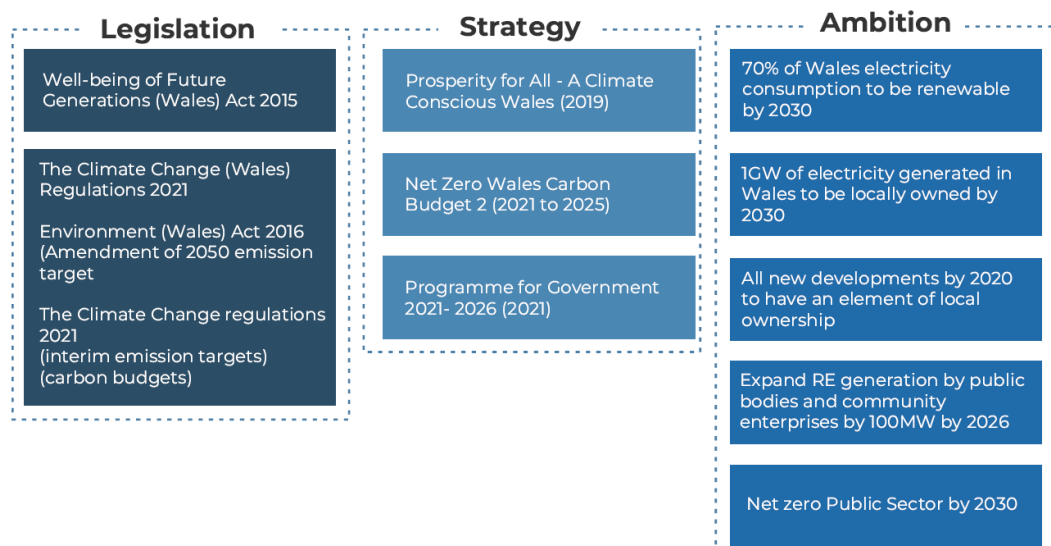 Legislation
Well-being of Future
Generations (Wales) Act 2015
The Climate Change (Wales)
Regulations 2021
Environment (Wales) Act 2016
(Amendment of 2050 emission
target
The Climate Change regulations
2021
(interim emission targets)
(carbon budgets)
Strategy
Prosperity for All - A Climate
Conscious Wales (2019)
Net Zero Wales Carbon
Budget 2 (2021 to 2025)
Programme for Government
2021- 2026 (2021)
Ambition
70% of Wales electricity
consumption to be renewable
by 2030
1GW of electricity generated in
Wales to be locally owned by
2030
All new developments by 2020
to have an element of local
ownership
Expand RE generation by public
bodies and community
enterprises by 100MW by 2026
Net zero Public Sector by 2030